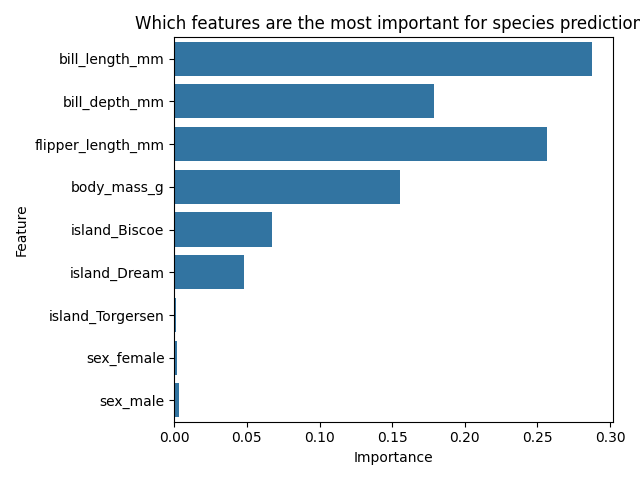 Which features are the most important for species prediction
bill_length_mm
bill_depth_mm
flipper_length_mm
body_mass_g
island_Biscoe
island_Dream
island_Torgersen
sex_female
sex_male
Feature
0.00 0.05 0.10 0.15 0.20 0.25 0.30
Importance